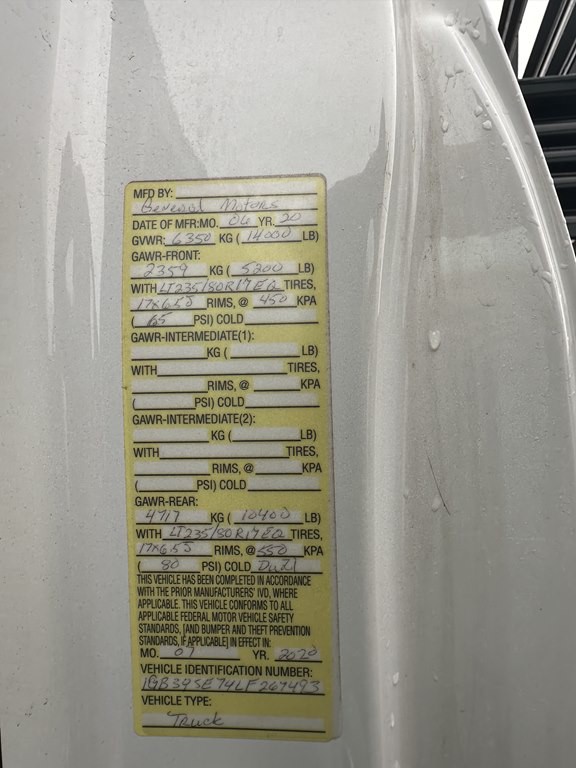 MFD BY:
General Motors
DATE OF MFR:MO. 06 YR. 20
GVWR: 6350 KG ( 14000 LB)
GAWR-FRONT:
2359 KG ( 5200 LB)
WITH LT235/80R17EQ TIRES,
17x6.55 RIMS, @ 450 KPA
( 65 PSI) COLD
GAWR-INTERMEDIATE(1):
KG ( LB)
WITH TIRES,
RIMS, @ KPA
( PSI) COLD
GAWR-INTERMEDIATE(2):
KG ( LB)
WITH TIRES,
RIMS, @ KPA
( PSI) COLD
GAWR-REAR:
4717 KG ( 10400 LB)
WITH LT235/80R17EQ TIRES,
17x6.55 RIMS, @ 550 KPA
( 80 PSI) COLD Dual
THIS VEHICLE HAS BEEN COMPLETED IN ACCORDANCE
WITH THE PRIOR MANUFACTURERS' IVD, WHERE
APPLICABLE. THIS VEHICLE CONFORMS TO ALL
APPLICABLE FEDERAL MOTOR VEHICLE SAFETY
STANDARDS, [AND BUMPER AND THEFT PREVENTION
STANDARDS, IF APPLICABLE] IN EFFECT IN:
MO. 07 YR. 2020
VEHICLE IDENTIFICATION NUMBER:
1GB3YSE74LF267493
VEHICLE TYPE:
Truck